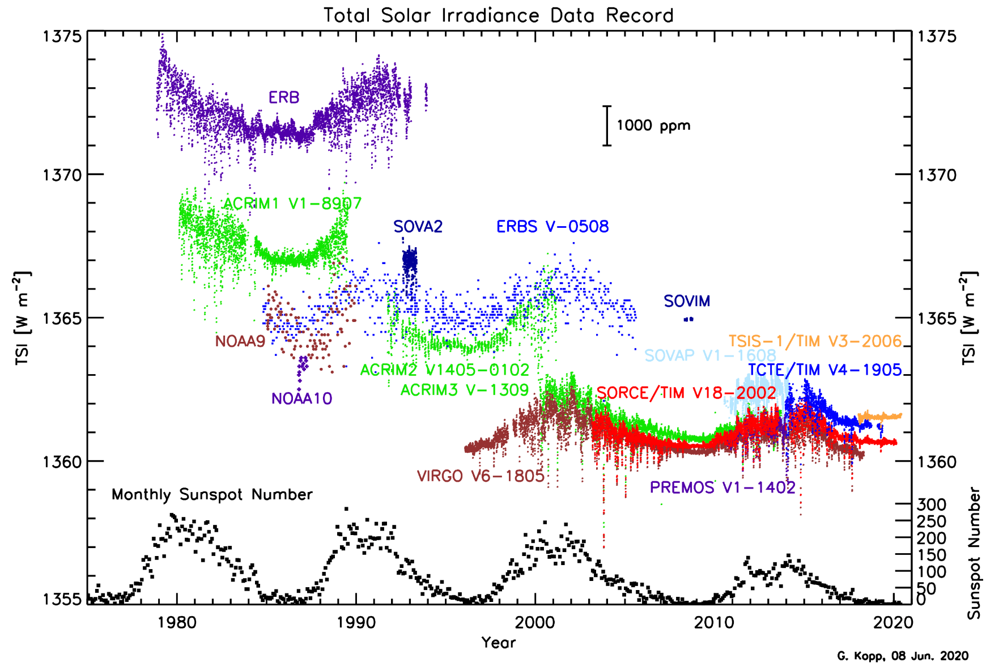 Total Solar Irradiance Data Record
1375
1370
1365
1360
1355
TSI [W m⁻²]
ERB
1000 ppm
ACRIM1 V1-8907
SOVA2
ERBS V-0508
SOVIM
NOAA9
TSIS-1/TIM V3-2006
SOVAP V1-1608
ACRIM2 V1405-0102
TCTE/TIM V4-1905
ACRIM3 V-1309
SORCE/TIM V18-2002
NOAA10
VIRGO V6-1805
PREMOS V1-1402
Monthly Sunspot Number
1375
1370
1365
1360
TSI [W m⁻²]
300
250
200
150
100
50
0
Sunspot Number
1980 1990 2000 2010 2020
Year
G. Kopp, 08 Jun. 2020